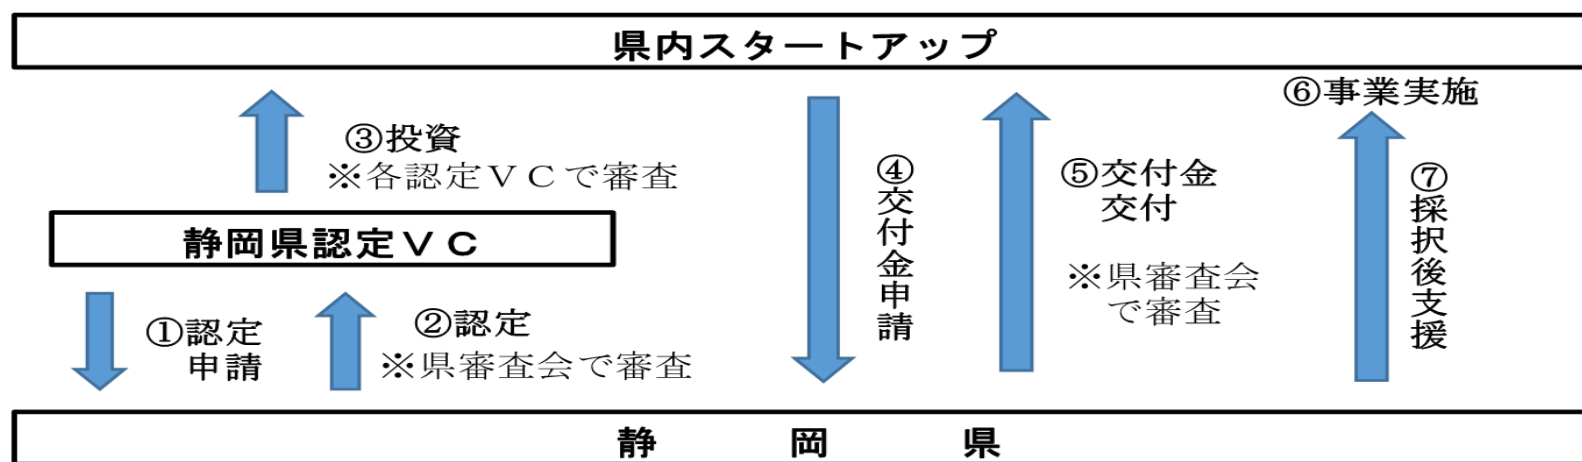 県内スタートアップ
⑥事業実施
③投資
※各認定ＶＣで審査
静岡県認定ＶＣ
①認定
申請
②認定
※県審査会で審査
④交付金申請
⑤交付金
交付
※県審査会
で審査
⑦採択後支援
静　岡　県